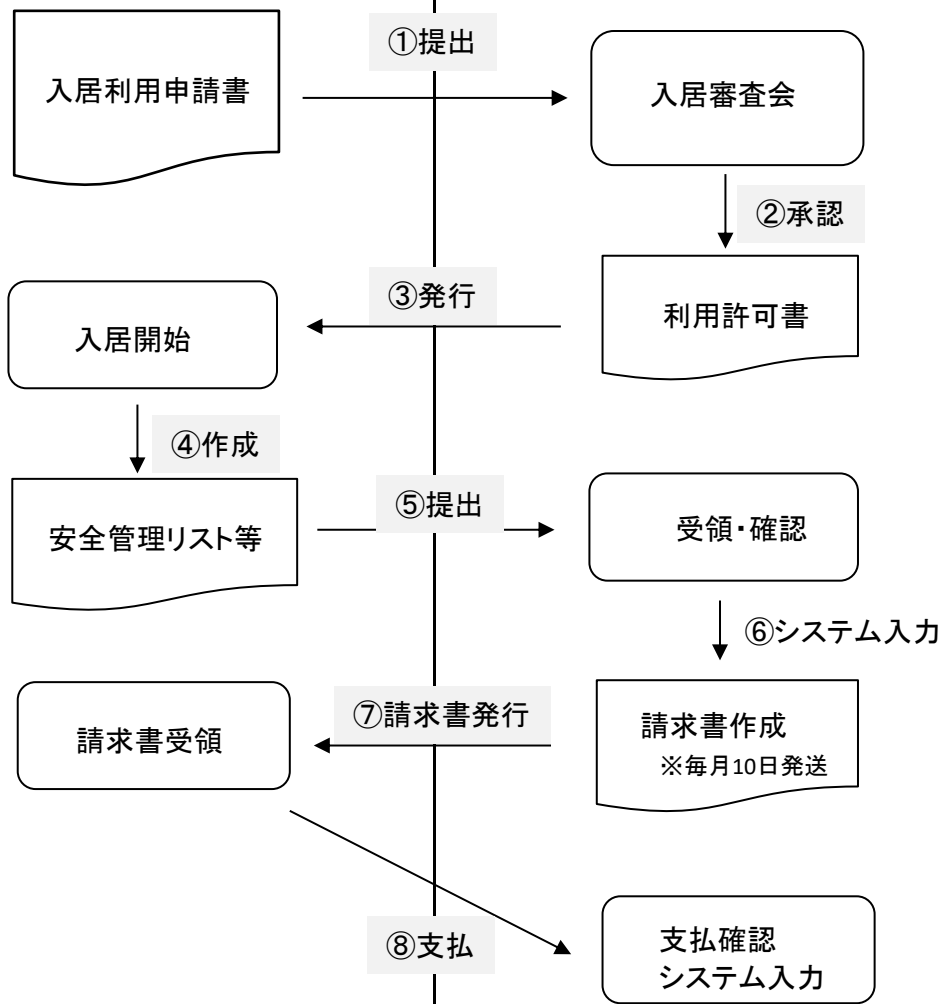 ①提出
入居利用申請書
入居審査会
②承認
③発行
利用許可書
入居開始
④作成
⑤提出
安全管理リスト等
受領・確認
⑥システム入力
⑦請求書発行
請求書受領
請求書作成
※毎月10日発送
⑧支払
支払確認
システム入力